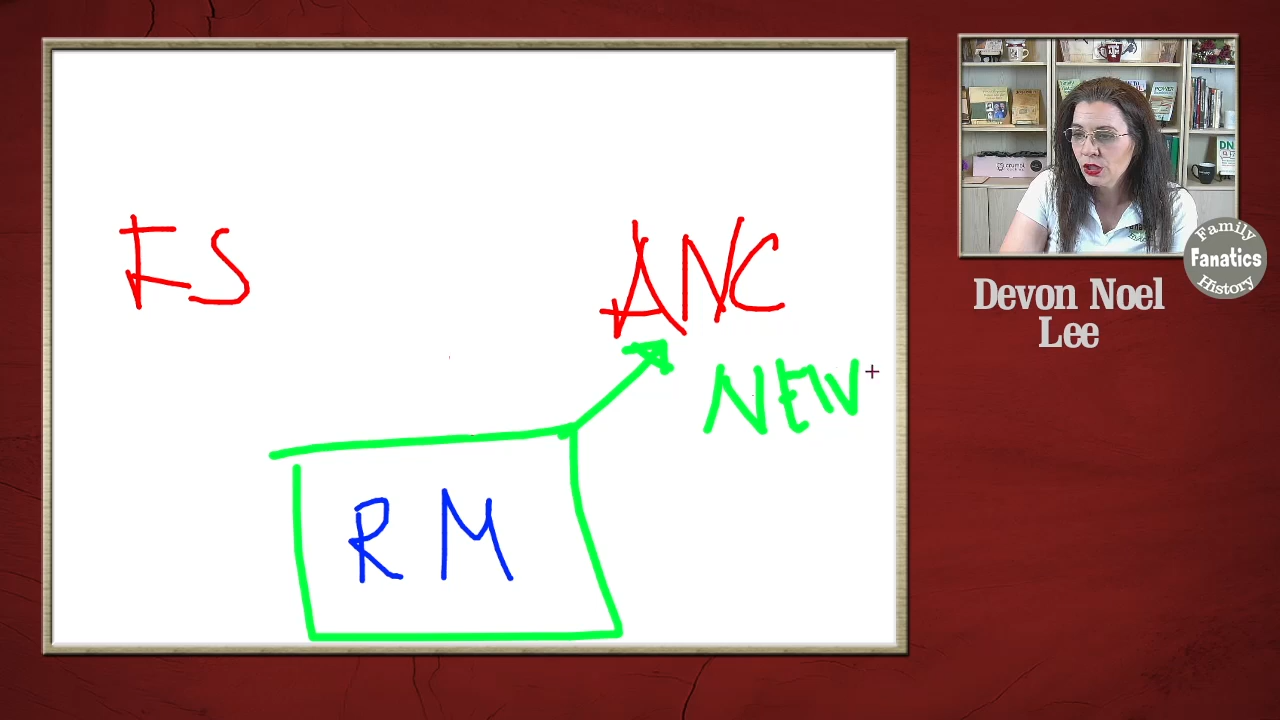 FS
ANC
NEW
RM
Family
Fanatics
History
Devon Noel
Lee